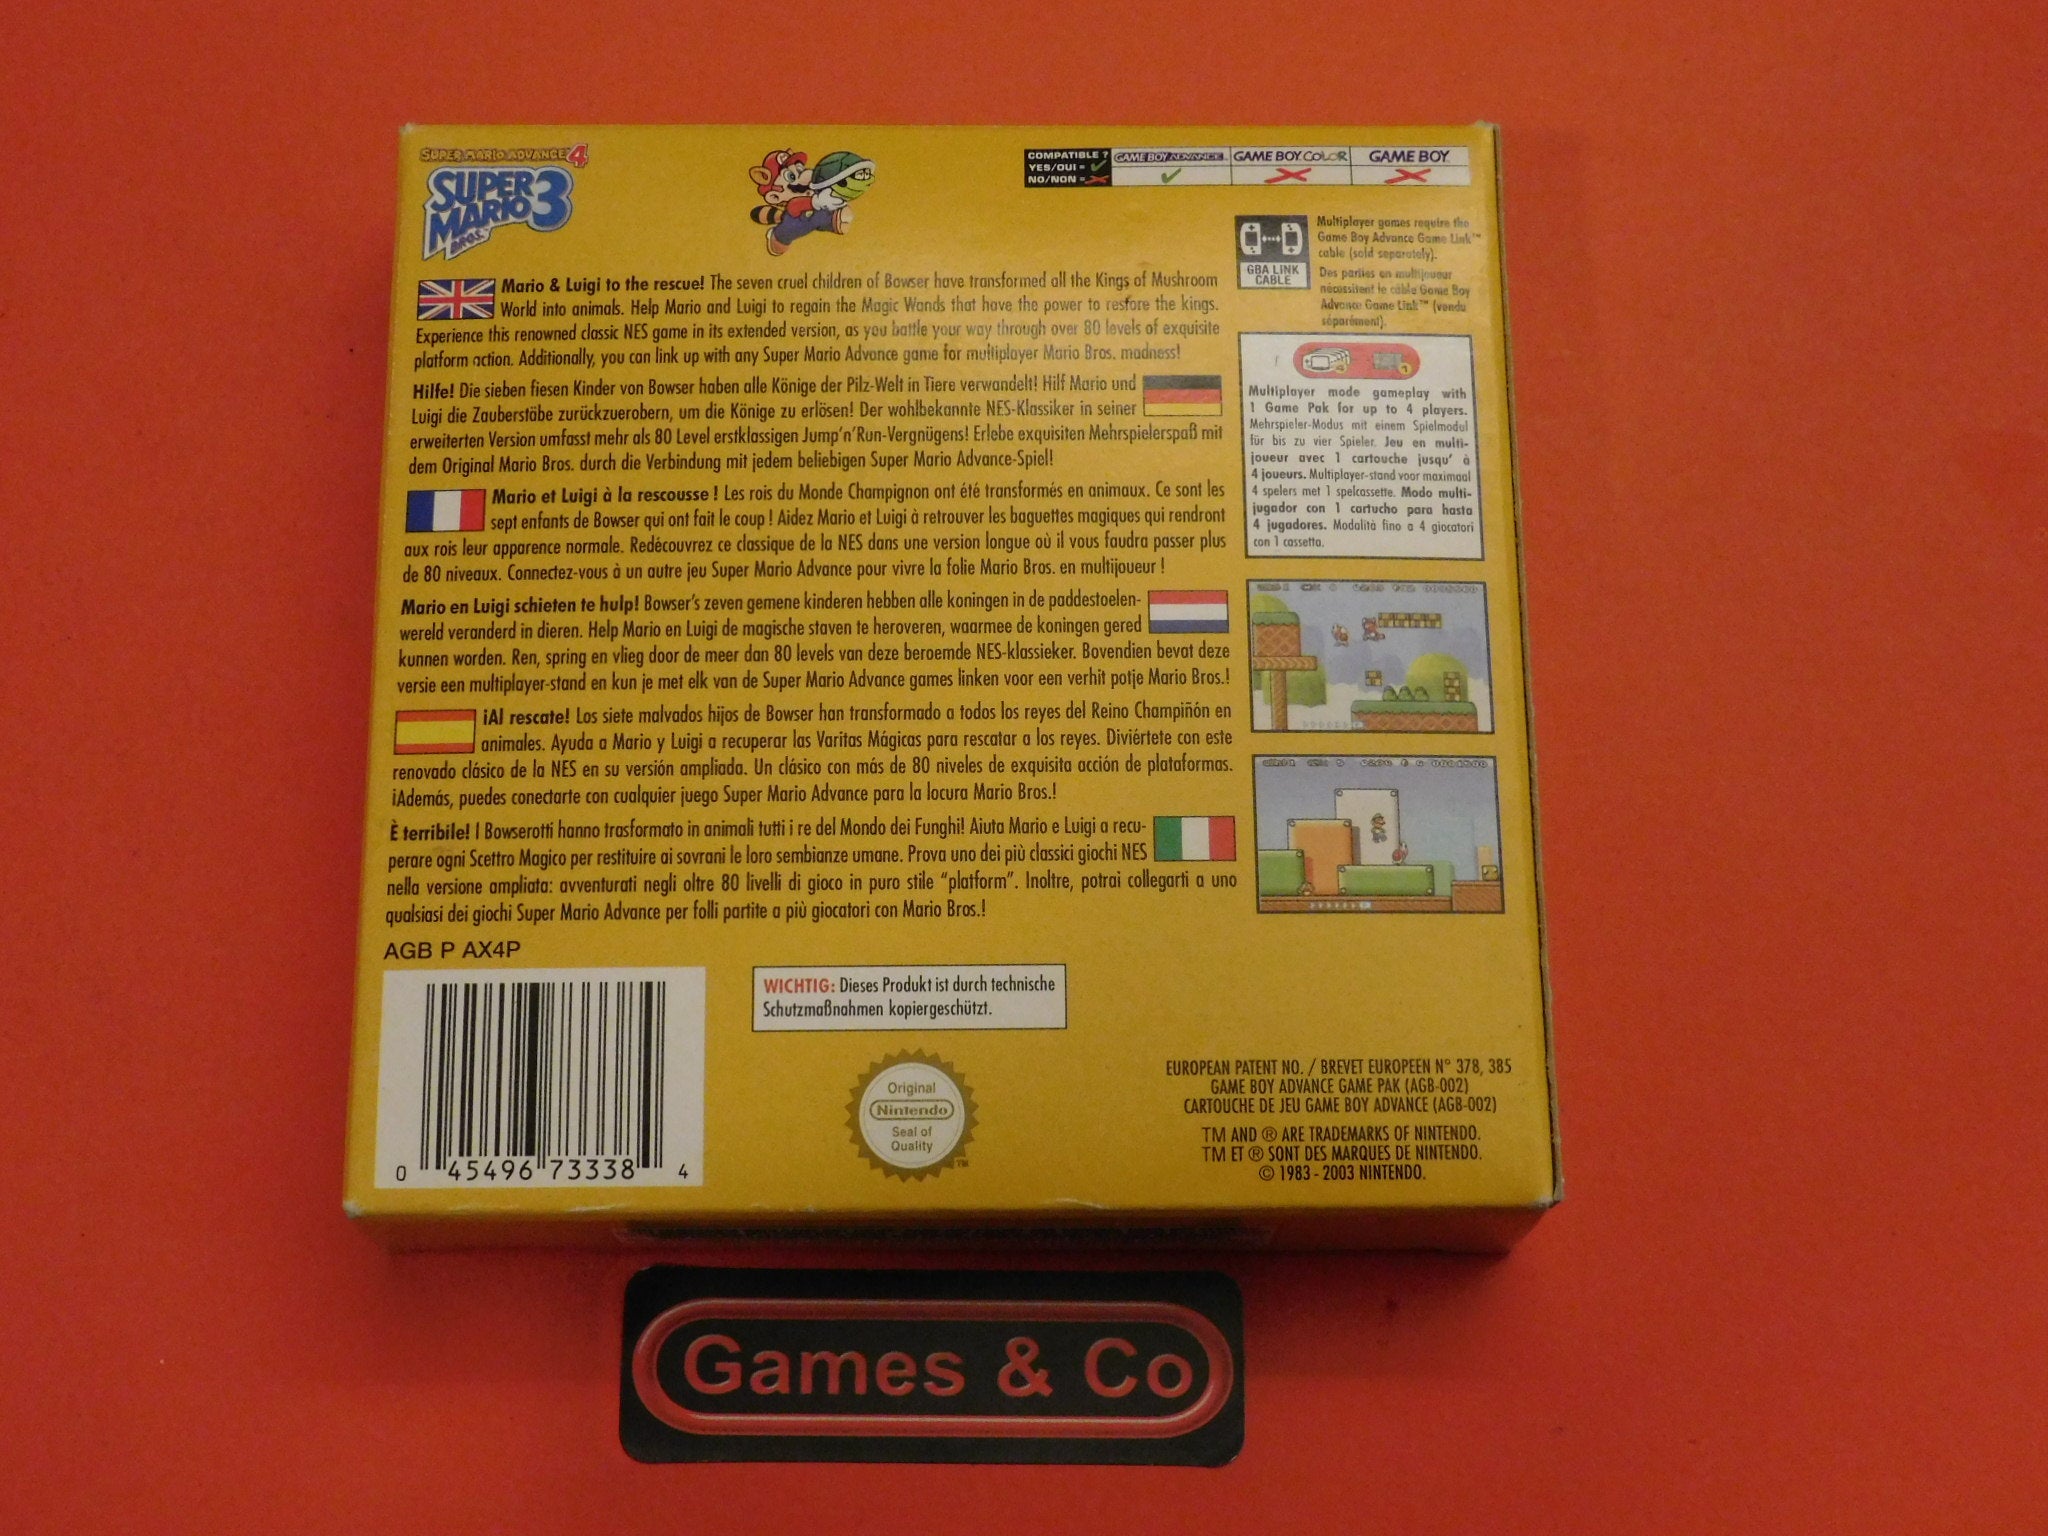 SUPER MARIO ADVANCE 4
SUPER
MARIO 3
BROS.™
COMPATIBLE ?
YES/OUI =
NO/NON =
GAME BOY ADVANCE
GAME BOY COLOR
GAME BOY
GBA LINK
CABLE
Multiplayer games require the
Game Boy Advance Game Link™
cable (sold separately).
Des parties en multijoueur
nécessitent le câble Game Boy
Advance Game Link™ (vendu
séparément).
Mario & Luigi to the rescue! The seven cruel children of Bowser have transformed all the Kings of Mushroom
World into animals. Help Mario and Luigi to regain the Magic Wands that have the power to restore the kings.
Experience this renowned classic NES game in its extended version, as you battle your way through over 80 levels of exquisite
platform action. Additionally, you can link up with any Super Mario Advance game for multiplayer Mario Bros. madness!
Hilfe! Die sieben fiesen Kinder von Bowser haben alle Könige der Pilz-Welt in Tiere verwandelt! Hilf Mario und
Luigi die Zauberstäbe zurückzuerobern, um die Könige zu erlösen! Der wohlbekannte NES-Klassiker in seiner
erweiterten Version umfasst mehr als 80 Level erstklassigen Jump'n'Run-Vergnügens! Erlebe exquisiten Mehrspielerspaß mit
dem Original Mario Bros. durch die Verbindung mit jedem beliebigen Super Mario Advance-Spiel!
Mario et Luigi à la rescousse ! Les rois du Monde Champignon ont été transformés en animaux. Ce sont les
sept enfants de Bowser qui ont fait le coup ! Aidez Mario et Luigi à retrouver les baguettes magiques qui rendront
aux rois leur apparence normale. Redécouvrez ce classique de la NES dans une version longue où il vous faudra passer plus
de 80 niveaux. Connectez-vous à un autre jeu Super Mario Advance pour vivre la folie Mario Bros. en multijoueur !
Mario en Luigi schieten te hulp! Bowser's zeven gemene kinderen hebben alle koningen in de paddestoelen-
wereld veranderd in dieren. Help Mario en Luigi de magische staven te heroveren, waarmee de koningen gered
kunnen worden. Ren, spring en vlieg door de meer dan 80 levels van deze beroemde NES-klassieker. Bovendien bevat deze
versie een multiplayer-stand en kun je met elk van de Super Mario Advance games linken voor een verhit potje Mario Bros.!
¡Al rescate! Los siete malvados hijos de Bowser han transformado a todos los reyes del Reino Champiñón en
animales. Ayuda a Mario y Luigi a recuperar las Varitas Mágicas para rescatar a los reyes. Diviértete con este
renovado clásico de la NES en su versión ampliada. Un clásico con más de 80 niveles de exquisita acción de plataformas.
¡Además, puedes conectarte con cualquier juego Super Mario Advance para la locura Mario Bros.!
È terribile! I Bowserotti hanno trasformato in animali tutti i re del Mondo dei Funghi! Aiuta Mario e Luigi a recu-
perare ogni Scettro Magico per restituire ai sovrani le loro sembianze umane. Prova uno dei più classici giochi NES
nella versione ampliata: avventurati negli oltre 80 livelli di gioco in puro stile "platform". Inoltre, potrai collegarti a uno
qualsiasi dei giochi Super Mario Advance per folli partite a più giocatori con Mario Bros.!
4
1
Multiplayer mode gameplay with
1 Game Pak for up to 4 players.
Mehrspieler-Modus mit einem Spielmodul
für bis zu vier Spieler. Jeu en multi-
joueur avec 1 cartouche jusqu' à
4 joueurs. Multiplayer-stand voor maximaal
4 spelers met 1 spelcassette. Modo multi-
jugador con 1 cartucho para hasta
4 jugadores. Modalità fino a 4 giocatori
con 1 cassetta.
AGB P AX4P
0 45496 73338 4
WICHTIG: Dieses Produkt ist durch technische
Schutzmaßnahmen kopiergeschützt.
Original
Nintendo
Seal of
Quality
TM
EUROPEAN PATENT NO. / BREVET EUROPEEN N° 378, 385
GAME BOY ADVANCE GAME PAK (AGB-002)
CARTOUCHE DE JEU GAME BOY ADVANCE (AGB-002)
TM AND ® ARE TRADEMARKS OF NINTENDO.
TM ET ® SONT DES MARQUES DE NINTENDO.
© 1983 - 2003 NINTENDO.
Games & Co